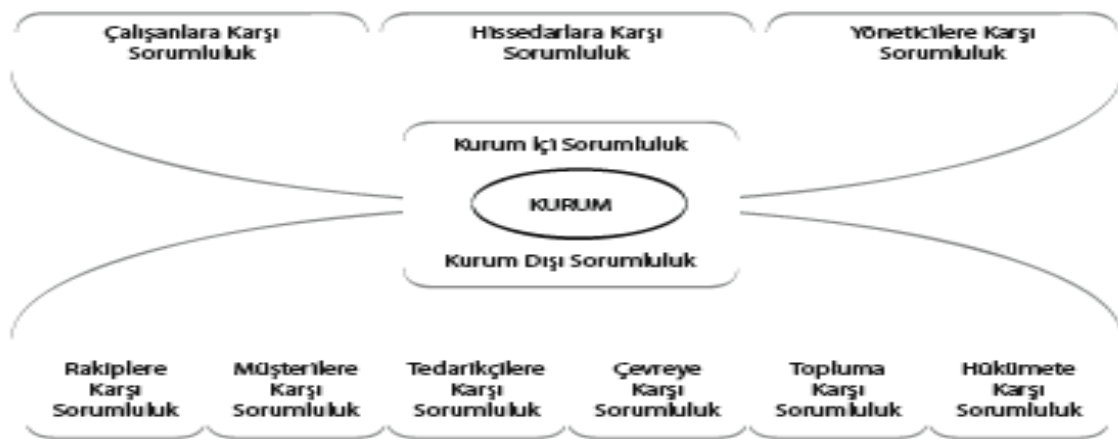 Çalışanlara Karşı
Sorumluluk
Hissedarlara Karşı
Sorumluluk
Yöneticilere Karşı
Sorumluluk
Kurum İçi Sorumluluk
KURUM
Kurum Dışı Sorumluluk
Rakiplere
Karşı
Sorumluluk
Müşterilere
Karşı
Sorumluluk
Tedarikçilere
Karşı
Sorumluluk
Çevreye
Karşı
Sorumluluk
Topluma
Karşı
Sorumluluk
Hükümete
Karşı
Sorumluluk